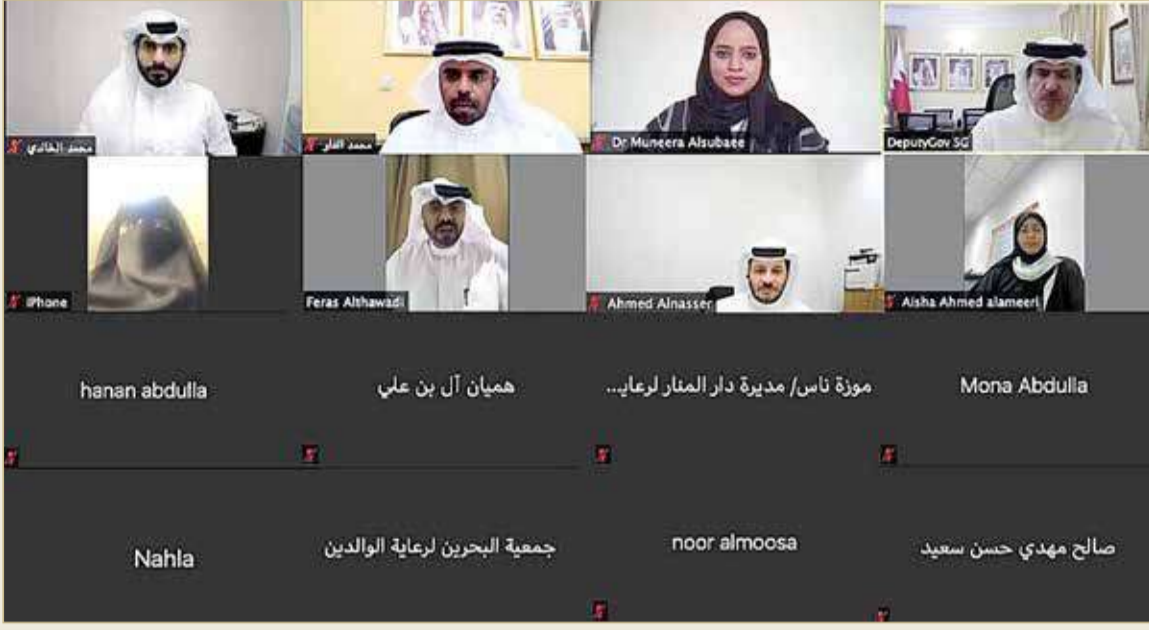 محمد الخالدي
محمد
Dr Muneera Alsubaee
DeputyGov SG
iPhone
Feras Althawadi
Ahmed Alnasser
Aisha Ahmed alameeri
hanan abdulla
هميان آل بن علي
موزة ناس/ مديرة دار المنار لرعايـ...
Mona Abdulla
Nahla
جمعية البحرين لرعاية الوالدين
noor almoosa
صالح مهدي حسن سعيد